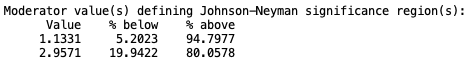 Moderator value(s) defining Johnson-Neyman significance region(s):
Value % below % above
1.1331 5.2023 94.7977
2.9571 19.9422 80.0578